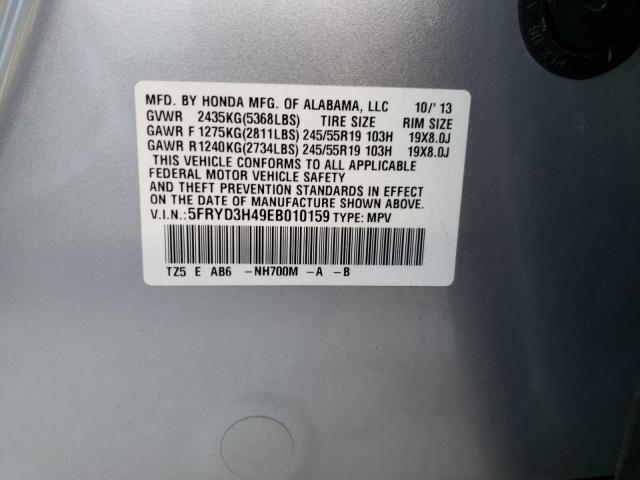 MFD. BY HONDA MFG. OF ALABAMA, LLC 10/'13
GVWR 2435KG(5368LBS) TIRE SIZE RIM SIZE
GAWR F 1275KG(2811LBS) 245/55R19 103H 19X8.0J
GAWR R1240KG(2734LBS) 245/55R19 103H 19X8.0J
THIS VEHICLE CONFORMS TO ALL APPLICABLE
FEDERAL MOTOR VEHICLE SAFETY
AND THEFT PREVENTION STANDARDS IN EFFECT
ON THE DATE OF MANUFACTURE SHOWN ABOVE.
V.I.N.:5FRYD3H49EB010159 TYPE: MPV
TZ5 E AB6 -NH700M -A -B